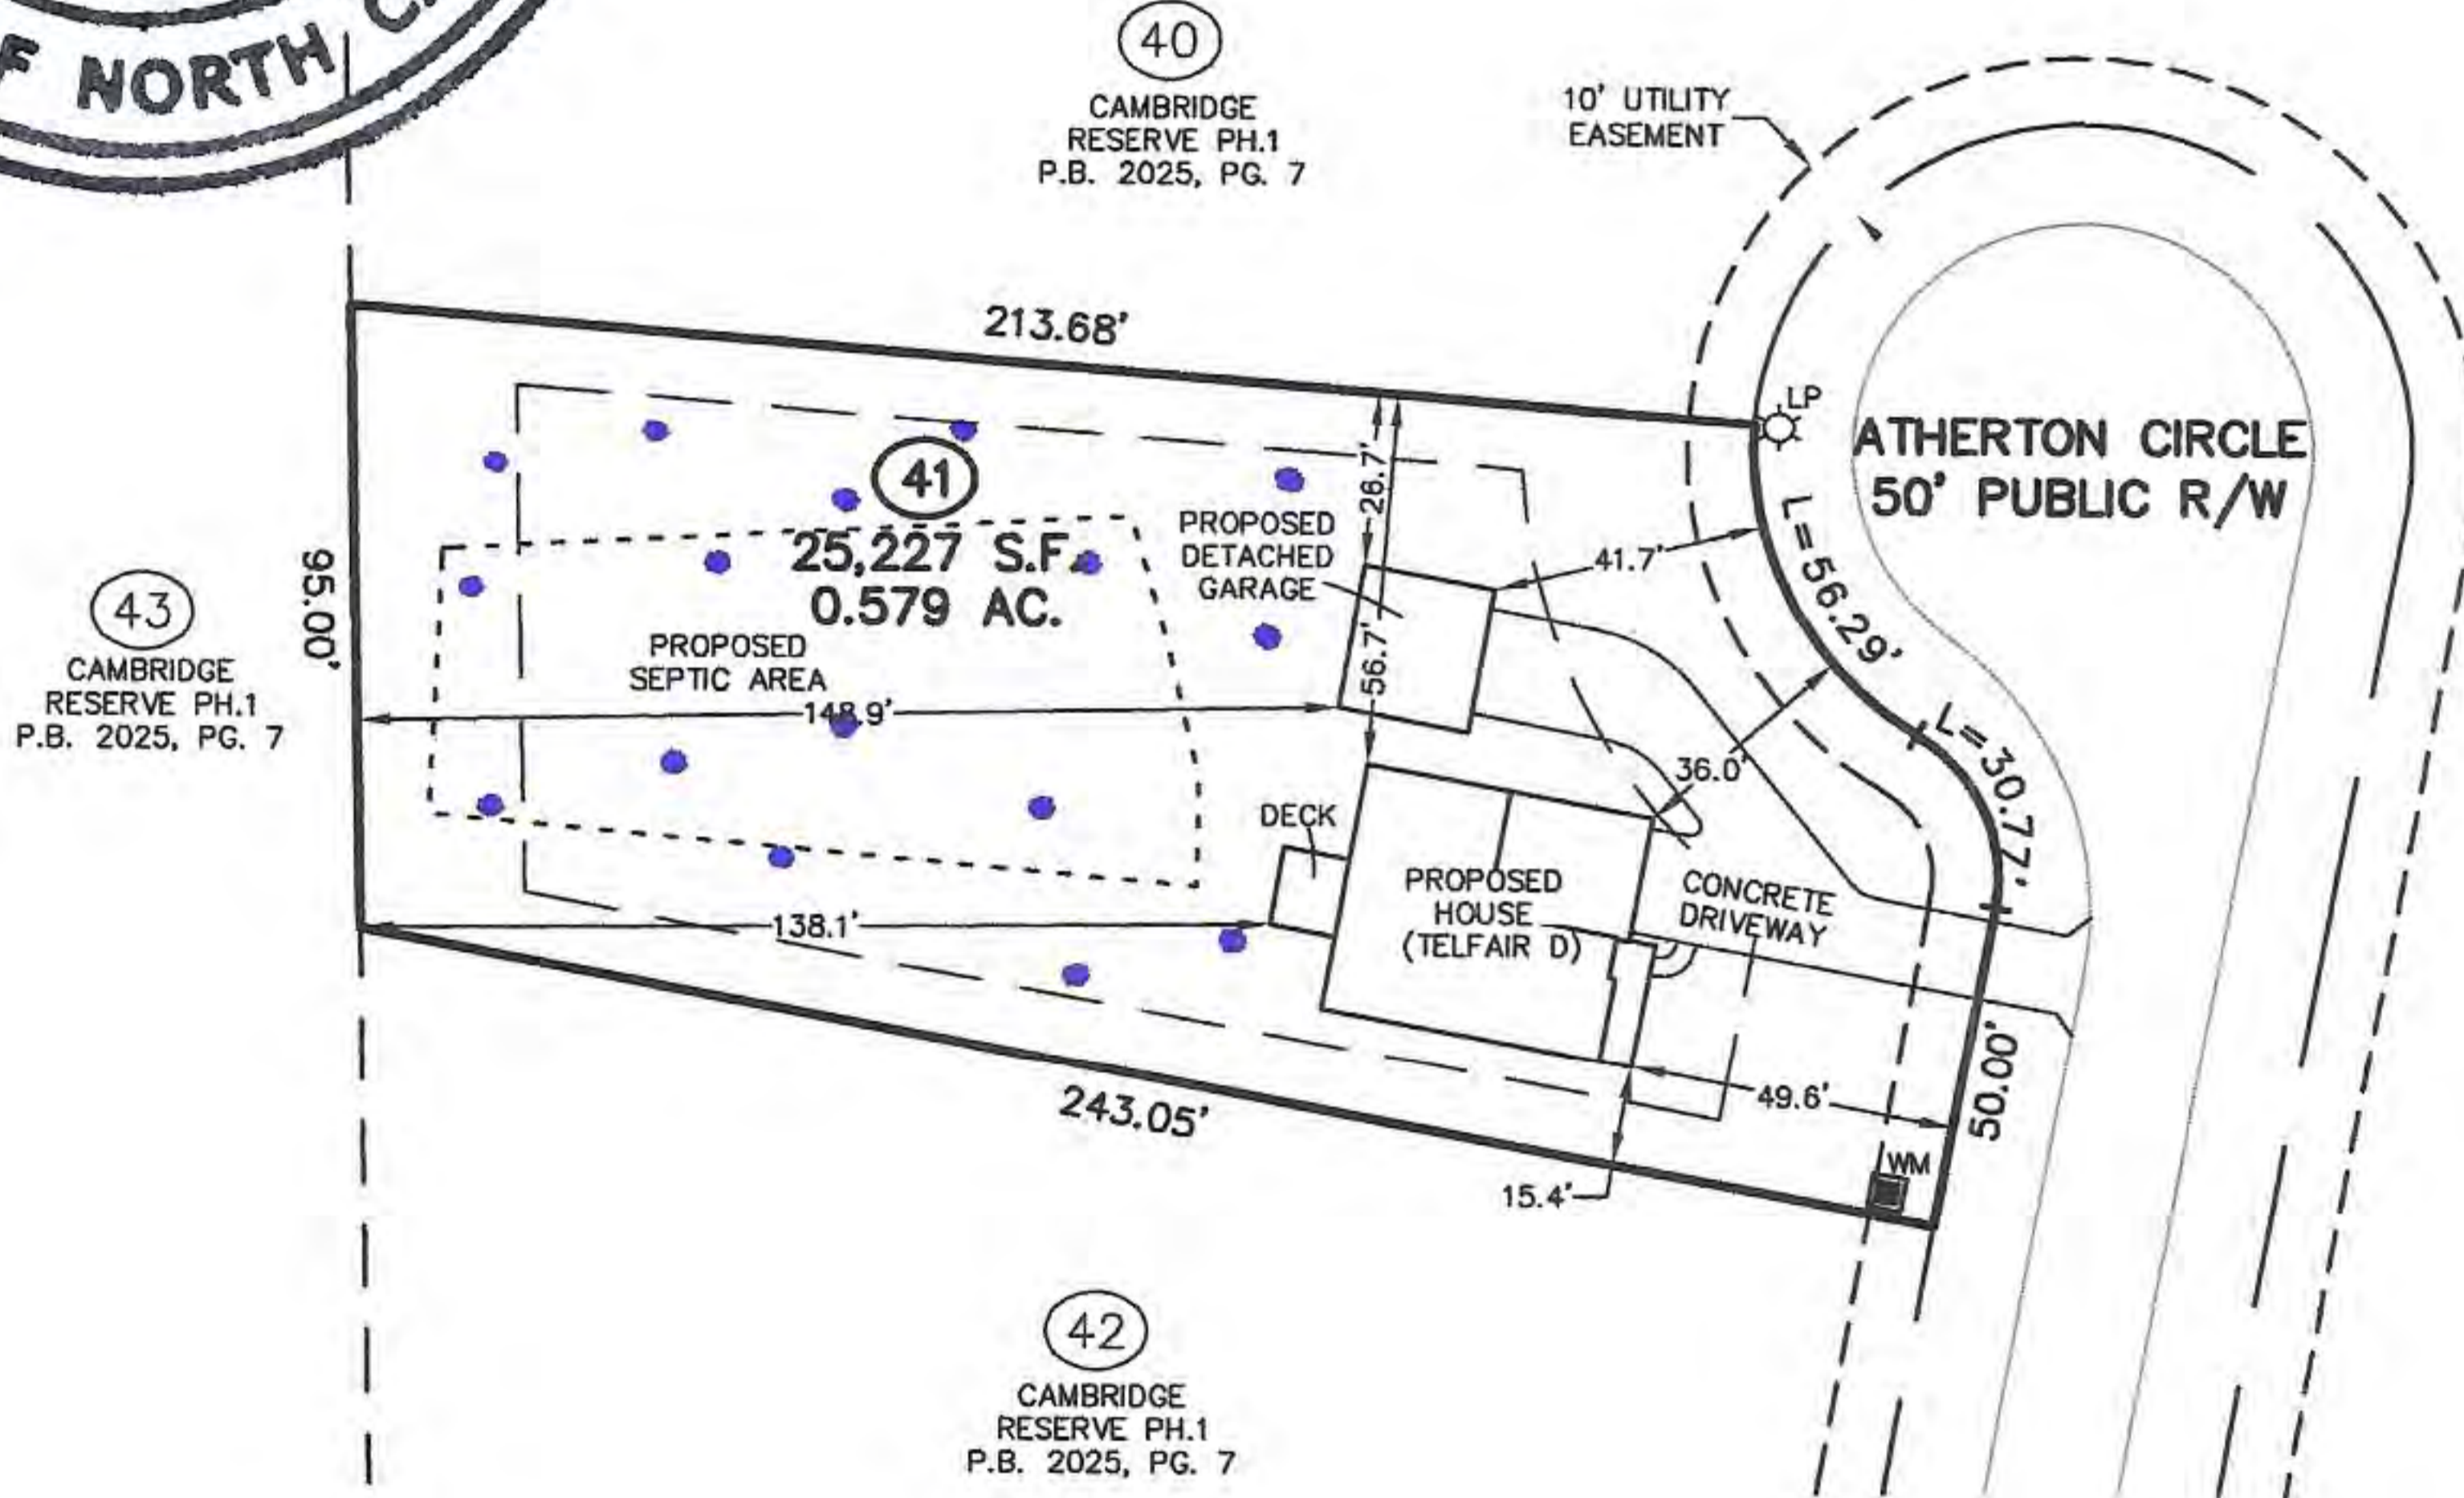 F NORTH C
40
CAMBRIDGE
RESERVE PH.1
P.B. 2025, PG. 7
10' UTILITY
EASEMENT
213.68'
LP
ATHERTON CIRCLE
50' PUBLIC R/W
41
25,227 S.F.
0.579 AC.
PROPOSED
DETACHED
GARAGE
26.7'
56.7'
41.7'
L=56.29'
95.00'
43
CAMBRIDGE
RESERVE PH.1
P.B. 2025, PG. 7
PROPOSED
SEPTIC AREA
148.9'
36.0'
L=30.77'
DECK
PROPOSED
HOUSE
(TELFAIR D)
CONCRETE
DRIVEWAY
138.1'
243.05'
49.6'
50.00'
15.4'
WM
42
CAMBRIDGE
RESERVE PH.1
P.B. 2025, PG. 7